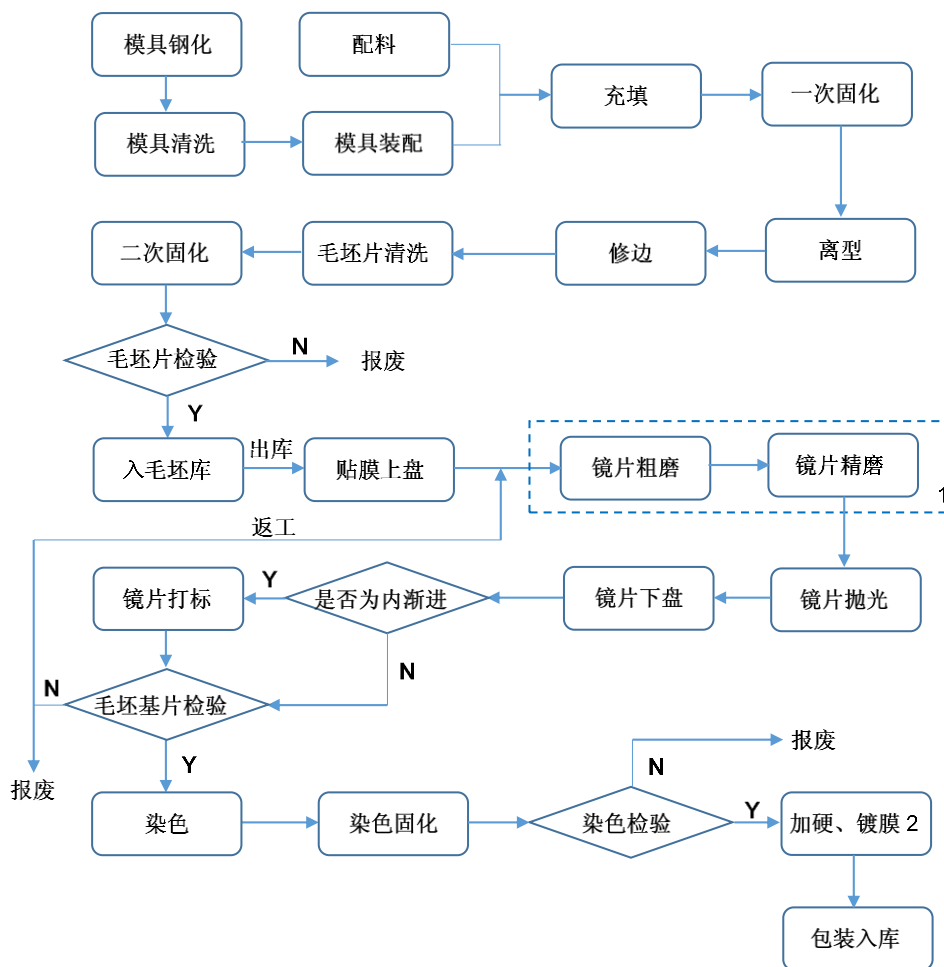 模具钢化
配料
充填
一次固化
模具清洗
模具装配
二次固化
毛坯片清洗
修边
离型
毛坯片检验
N
报废
Y
入毛坯库
出库
贴膜上盘
镜片粗磨
镜片精磨
1
返工
镜片打标
Y
是否为内渐进
镜片下盘
镜片抛光
N
N
毛坯基片检验
Y
报废
染色
染色固化
染色检验
N
报废
Y
加硬、镀膜 2
包装入库